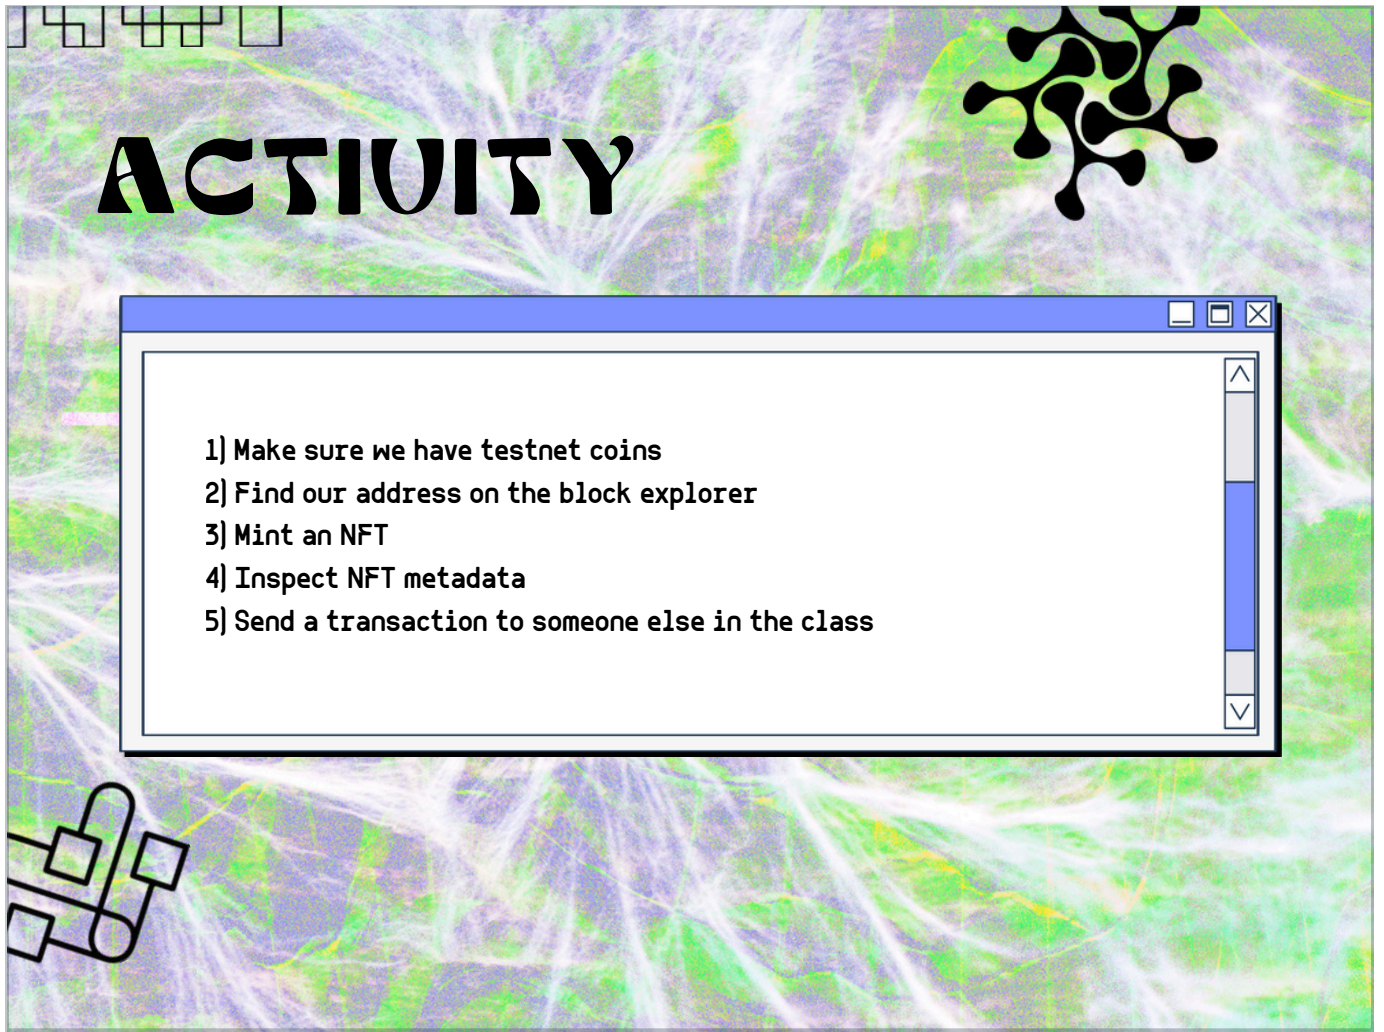 ACTIVITY
1) Make sure we have testnet coins
2) Find our address on the block explorer
3) Mint an NFT
4) Inspect NFT metadata
5) Send a transaction to someone else in the class